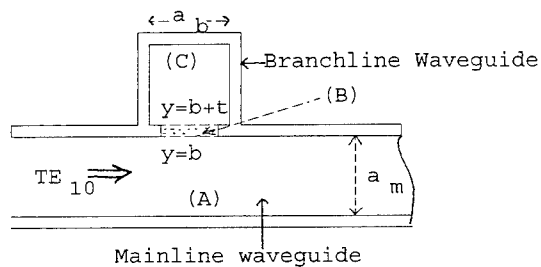 a b
(C)
Branchline Waveguide
y=b+t
(B)
y=b
TE 10
a m
(A)
Mainline waveguide